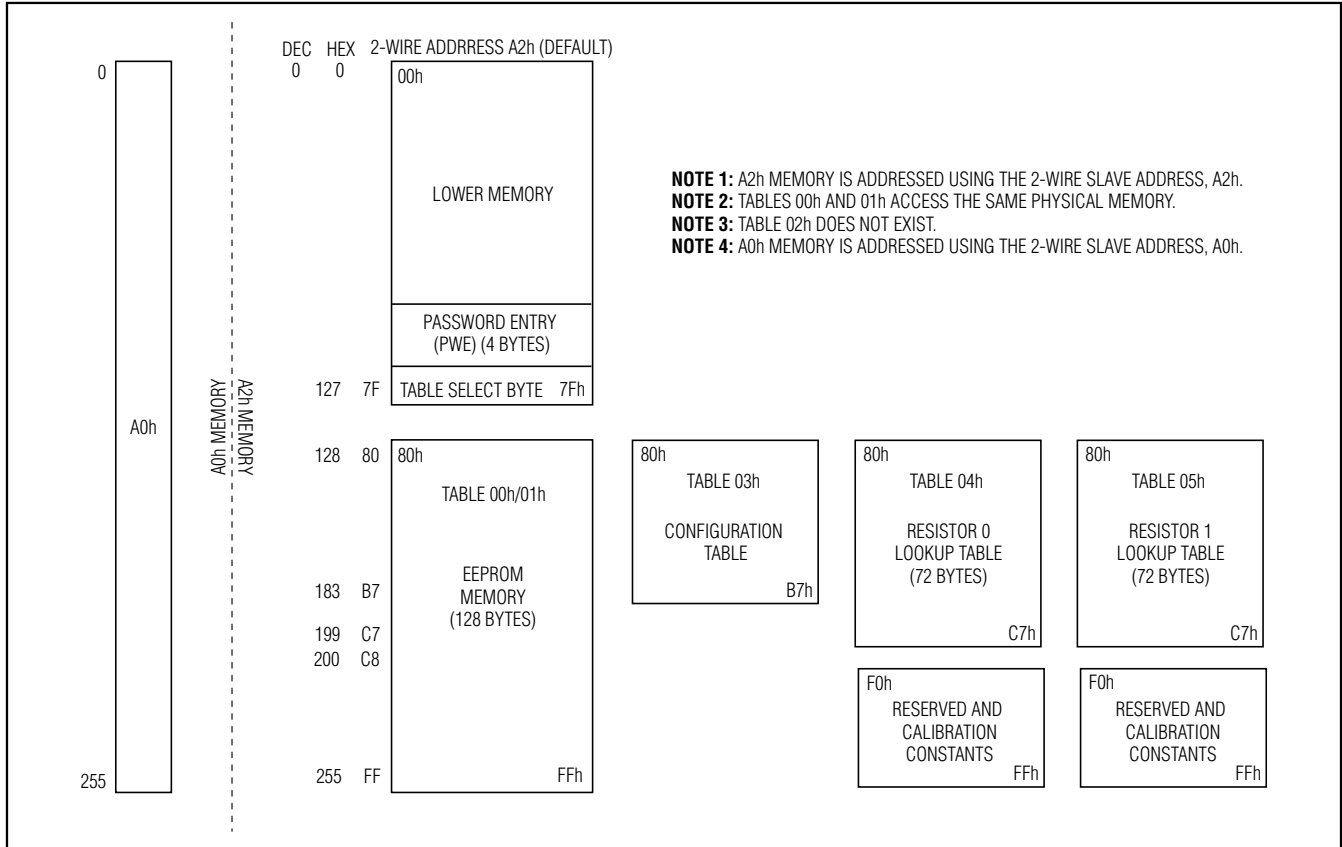 DEC HEX 2-WIRE ADDRRESS A2h (DEFAULT)
0 0 0
00h
LOWER MEMORY
NOTE 1: A2h MEMORY IS ADDRESSED USING THE 2-WIRE SLAVE ADDRESS, A2h.
NOTE 2: TABLES 00h AND 01h ACCESS THE SAME PHYSICAL MEMORY.
NOTE 3: TABLE 02h DOES NOT EXIST.
NOTE 4: A0h MEMORY IS ADDRESSED USING THE 2-WIRE SLAVE ADDRESS, A0h.
PASSWORD ENTRY
(PWE) (4 BYTES)
127 7F TABLE SELECT BYTE 7Fh
A0h
A0h MEMORY
A2h MEMORY
128 80 80h
TABLE 00h/01h
EEPROM
MEMORY
(128 BYTES)
183 B7
199 C7
200 C8
255 FF FFh
255
80h
TABLE 03h
CONFIGURATION
TABLE
B7h
80h
TABLE 04h
RESISTOR 0
LOOKUP TABLE
(72 BYTES)
C7h
80h
TABLE 05h
RESISTOR 1
LOOKUP TABLE
(72 BYTES)
C7h
F0h
RESERVED AND
CALIBRATION
CONSTANTS
FFh
F0h
RESERVED AND
CALIBRATION
CONSTANTS
FFh